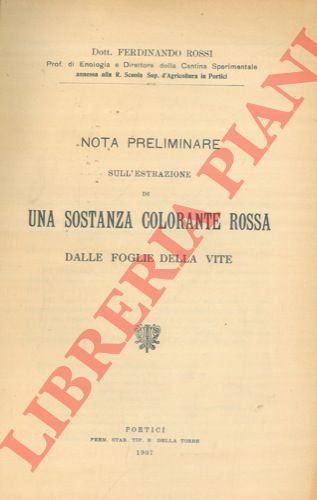 Dott. FERDINANDO ROSSI
Prof. di Enologia e Direttore della Cantina Sperimentale
annessa alla R. Scuola Sup. d'Agricoltura in Portici
NOTA PRELIMINARE
SULL'ESTRAZIONE
DI
UNA SOSTANZA COLORANTE ROSSA
DALLE FOGLIE DELLA VITE
PORTICI
PREM. STAB. TIP. E. DELLA TORRE
1907
LIBRERIA PIANI